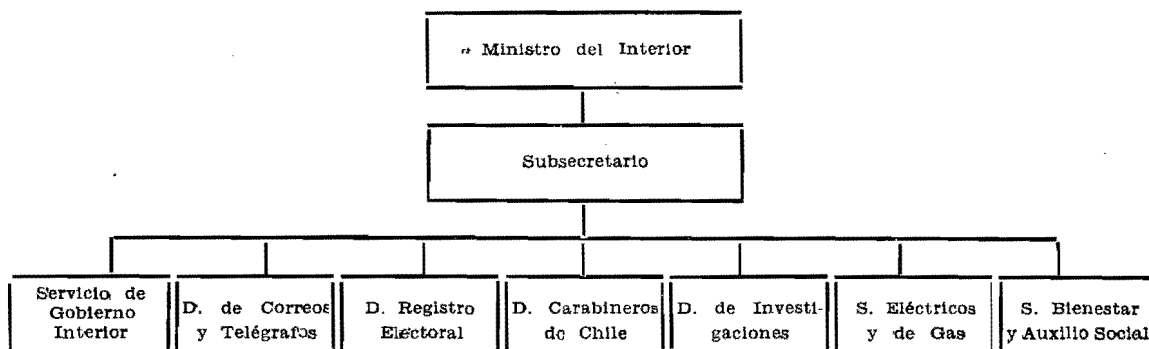 Ministro del Interior
Subsecretario
Servicio de
Gobierno
Interior
D. de Correos
y Telégrafos
D. Registro
Electoral
D. Carabineros
de Chile
D. de Investi-
gaciones
S. Eléctricos
y de Gas
S. Bienestar
y Auxilio Social